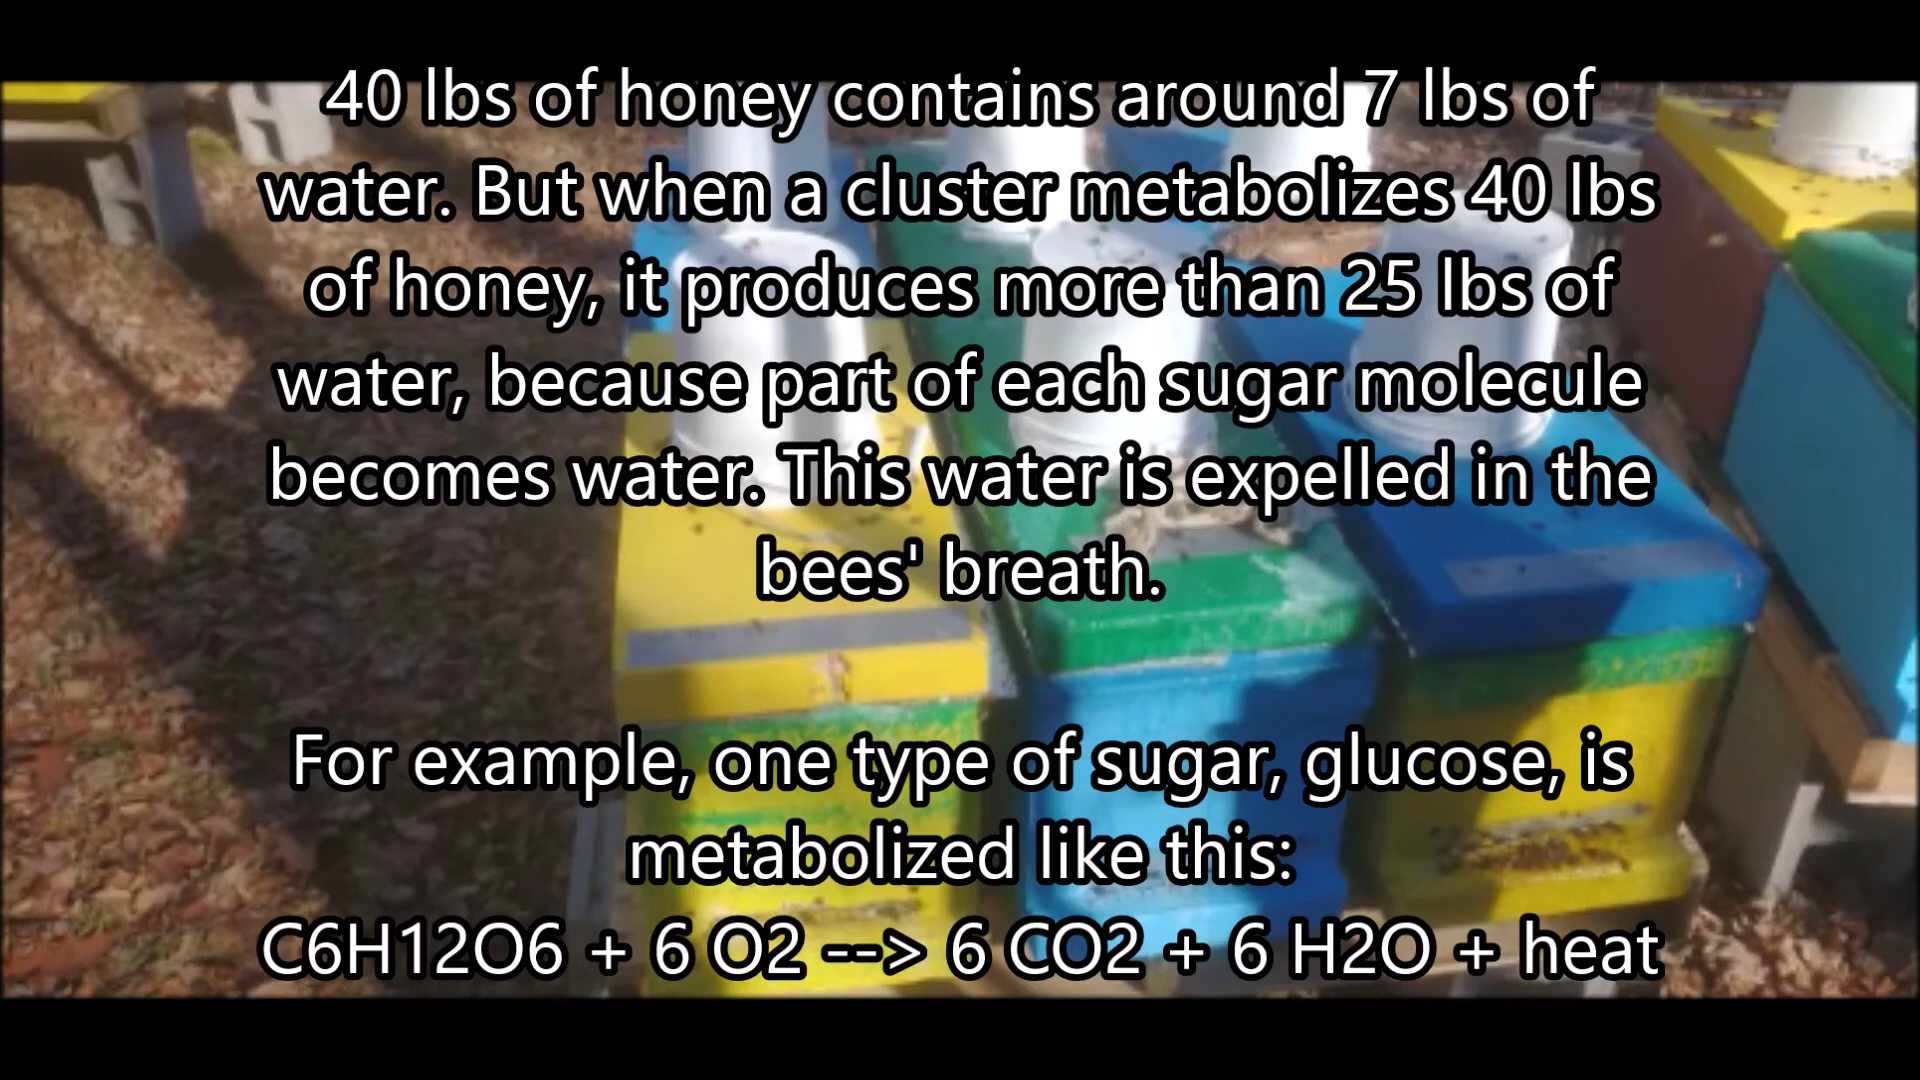 40 lbs of honey contains around 7 lbs of
water. But when a cluster metabolizes 40 lbs
of honey, it produces more than 25 lbs of
water, because part of each sugar molecule
becomes water. This water is expelled in the
bees' breath.
For example, one type of sugar, glucose, is
metabolized like this:
C6H12O6 + 6 O2 --> 6 CO2 + 6 H2O + heat